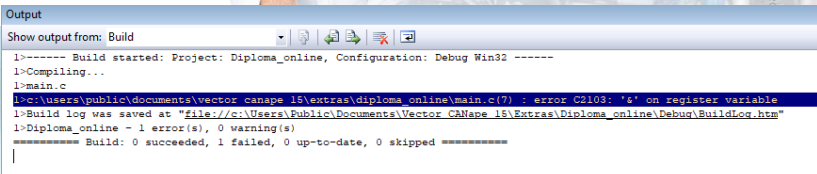 Output
Show output from: Build
1>------ Build started: Project: Diploma_online, Configuration: Debug Win32 ------
1>Compiling...
1>main.c
1>c:\users\public\documents\vector canape 15\extras\diploma_online\main.c(7) : error C2103: '&' on register variable
1>Build log was saved at "file://c:\Users\Public\Documents\Vector CANape 15\Extras\Diploma_online\Debug\BuildLog.htm"
1>Diploma_online - 1 error(s), 0 warning(s)
========== Build: 0 succeeded, 1 failed, 0 up-to-date, 0 skipped ==========